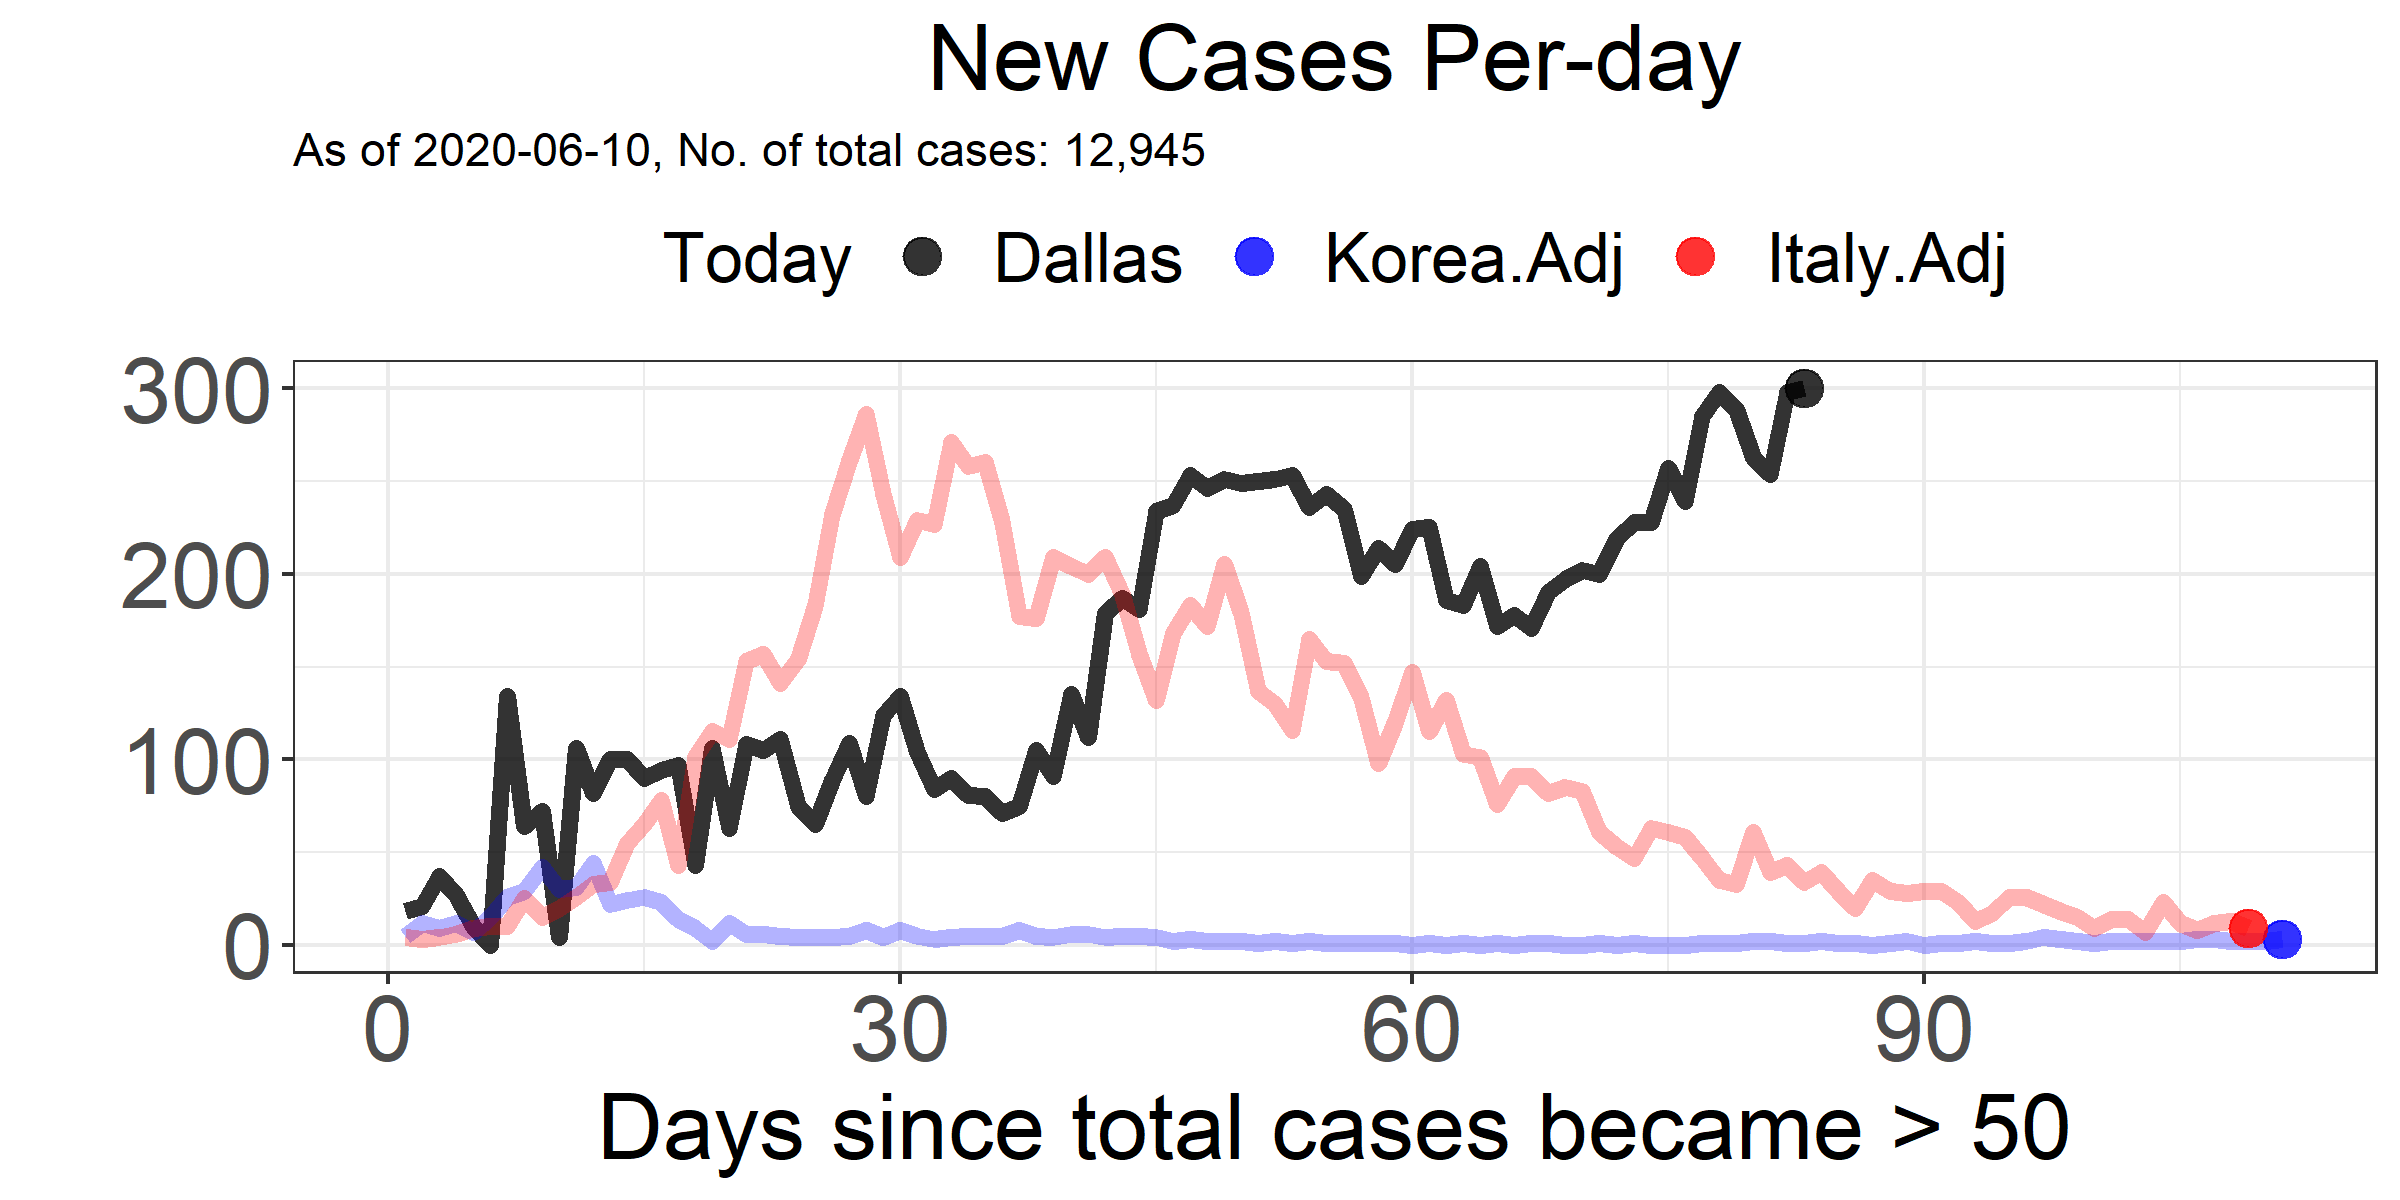 New Cases Per-day
As of 2020-06-10, No. of total cases: 12,945
Today Dallas Korea.Adj Italy.Adj
300
200
100
0
0 30 60 90
Days since total cases became > 50